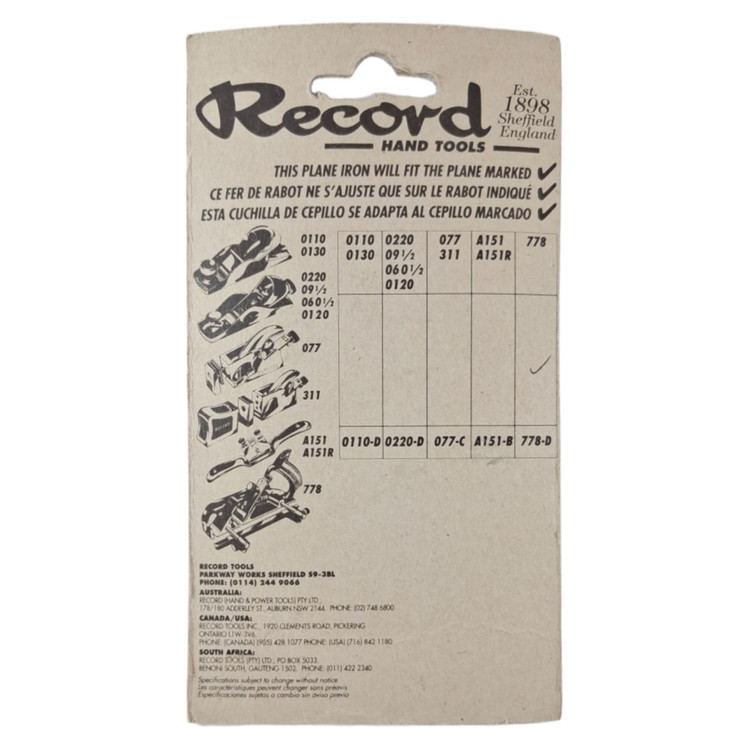 Record
Est.
1898
Sheffield
England
HAND TOOLS
THIS PLANE IRON WILL FIT THE PLANE MARKED ✓
CE FER DE RABOT NE S'AJUSTE QUE SUR LE RABOT INDIQUÉ ✓
ESTA CUCHILLA DE CEPILLO SE ADAPTA AL CEPILLO MARCADO ✓
0110
0130
0220
09½
060½
0120
077
311
A151
A151R
778
0110 0220 077 A151 778
0130 09½ 311 A151R
060½
0120
✓
0110-D 0220-D 077-C A151-B 778-D
RECORD TOOLS
PARKWAY WORKS SHEFFIELD S9-3BL
PHONE: (0114) 244 9066
AUSTRALIA:
RECORD (HAND & POWER TOOLS) PTY LTD.,
178/180 ADDERLEY ST., AUBURN NSW 2144. PHONE: (02) 748 6800
CANADA/USA:
RECORD TOOLS INC., 1920 CLEMENTS ROAD, PICKERING
ONTARIO L1W 3V6.
PHONE: (CANADA) (905) 428 1077 PHONE: (USA) (716) 842 1180
SOUTH AFRICA:
RECORD TOOLS (PTY) LTD., PO BOX 5033,
BENONI SOUTH, GAUTENG 1502. PHONE: (011) 422 2340
Specifications subject to change without notice
Les caractéristiques peuvent changer sans préavis
Especificaciones sujetas a cambio sin aviso previo